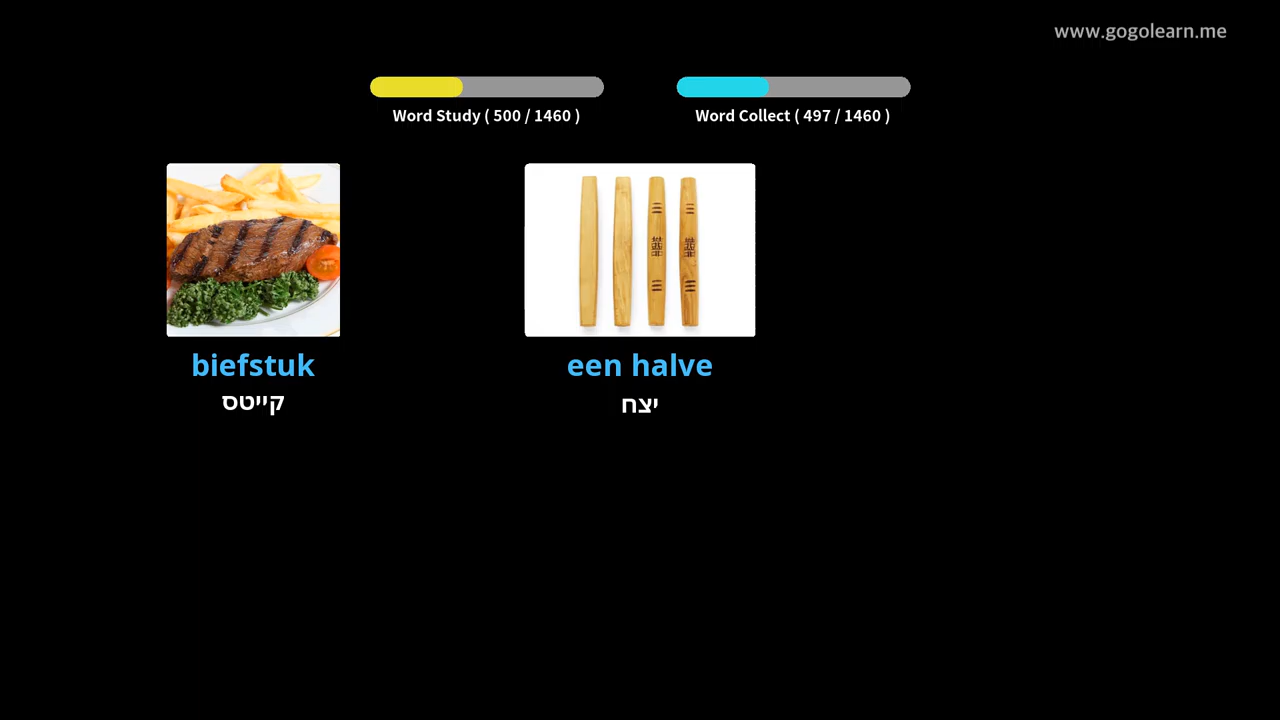 www.gogolearn.me
Word Study ( 500 / 1460 )
Word Collect ( 497 / 1460 )
biefstuk
קייטס
een halve
יצח